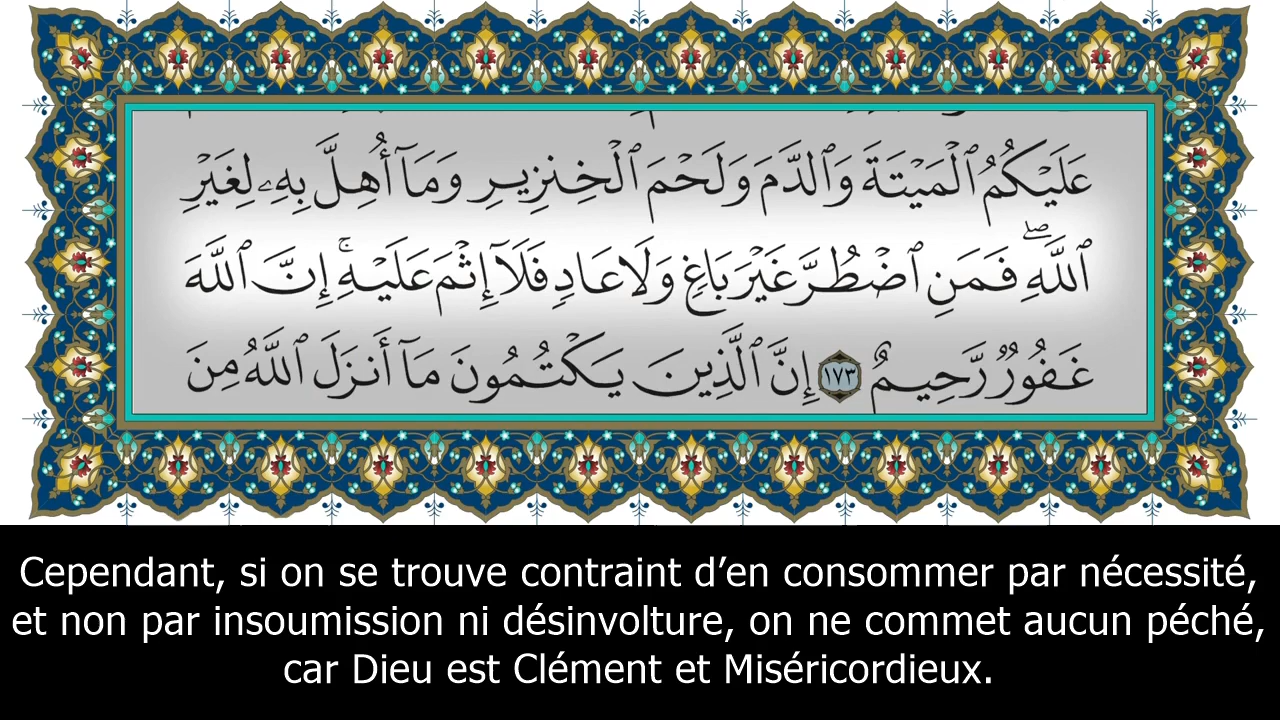 عَلَيْكُمُ ٱلْمَيْتَةَ وَٱلدَّمَ وَلَحْمَ ٱلْخِنزِيرِ وَمَآ أُهِلَّ بِهِۦ لِغَيْرِ
ٱللَّهِۖ فَمَنِ ٱضْطُرَّ غَيْرَ بَاغٍ وَلَا عَادٍ فَلَآ إِثْمَ عَلَيْهِۚ إِنَّ ٱللَّهَ
غَفُورٌ رَّحِيمٌ ١٧٣ إِنَّ ٱلَّذِينَ يَكْتُمُونَ مَآ أَنزَلَ ٱللَّهُ مِنَ
Cependant, si on se trouve contraint d’en consommer par nécessité,
et non par insoumission ni désinvolture, on ne commet aucun péché,
car Dieu est Clément et Miséricordieux.